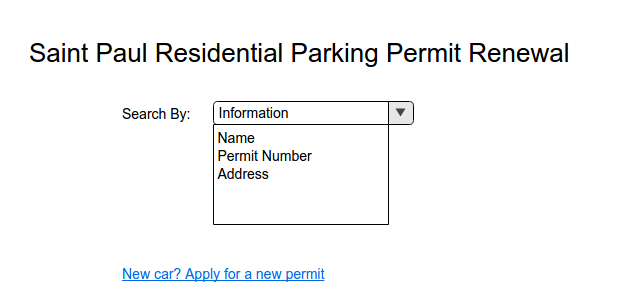 Saint Paul Residential Parking Permit Renewal
Search By: Information
Name
Permit Number
Address
New car? Apply for a new permit